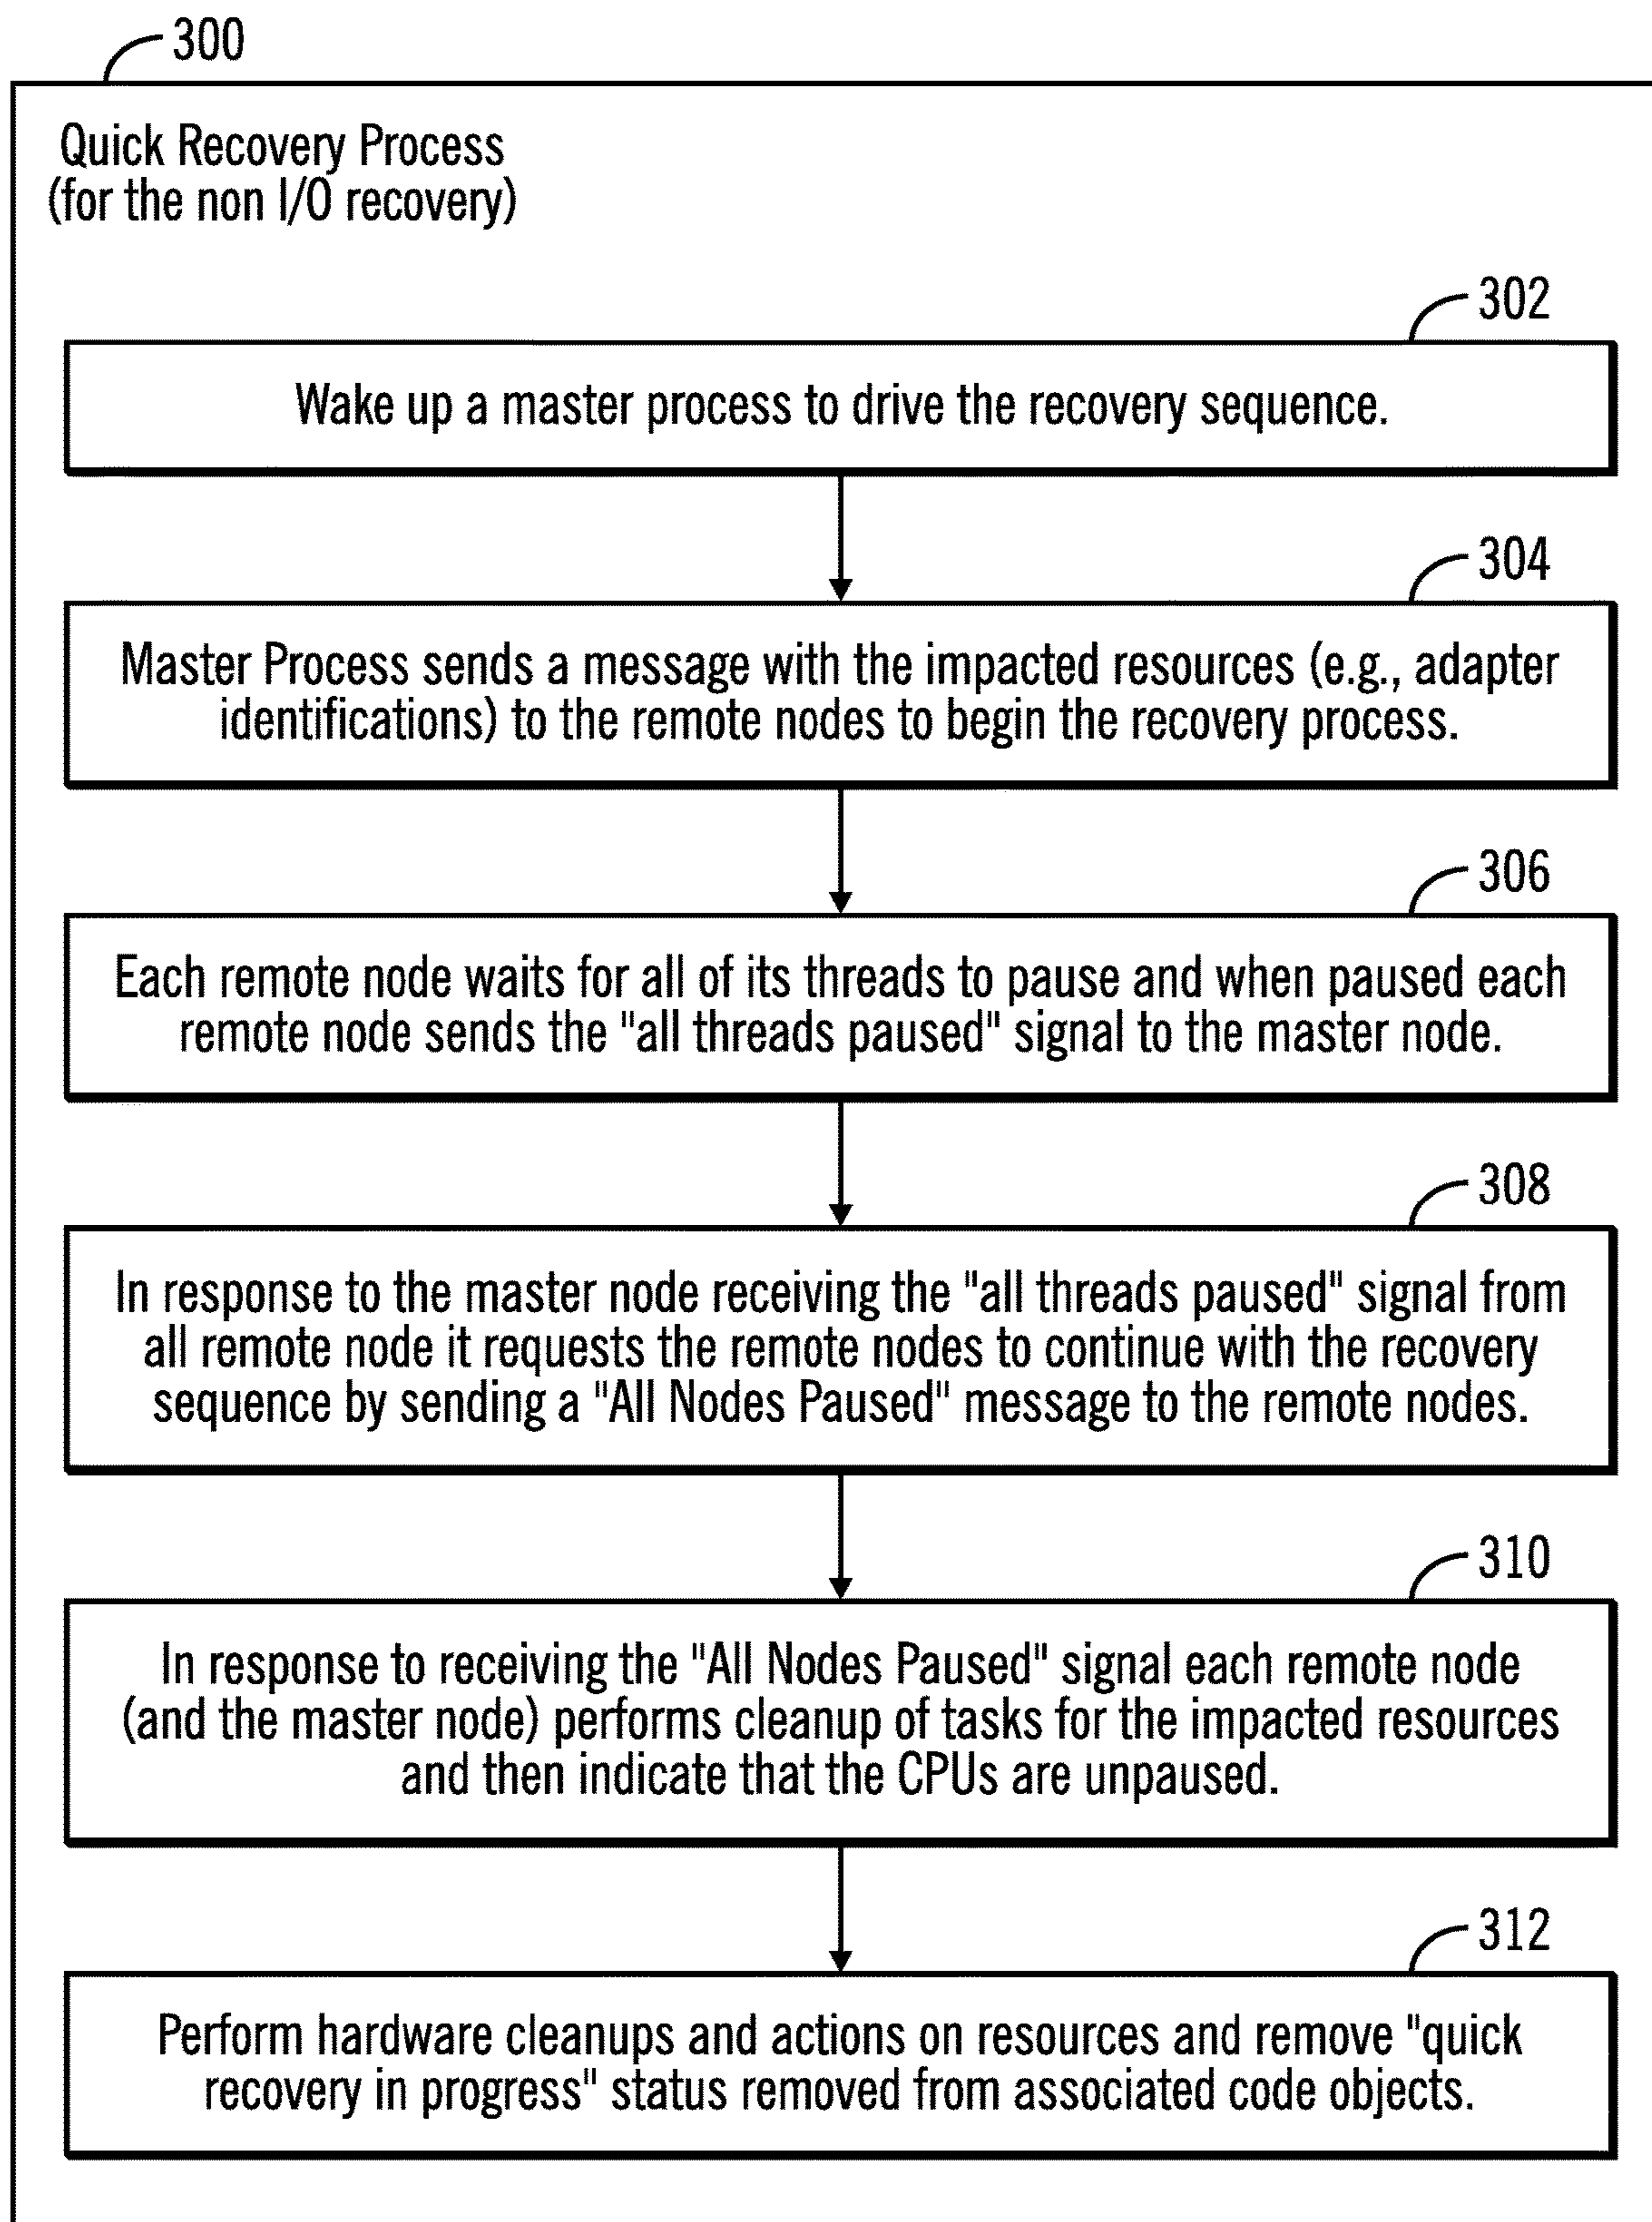 300
Quick Recovery Process
(for the non I/O recovery)
302
Wake up a master process to drive the recovery sequence.
304
Master Process sends a message with the impacted resources (e.g., adapter
identifications) to the remote nodes to begin the recovery process.
306
Each remote node waits for all of its threads to pause and when paused each
remote node sends the "all threads paused" signal to the master node.
308
In response to the master node receiving the "all threads paused" signal from
all remote node it requests the remote nodes to continue with the recovery
sequence by sending a "All Nodes Paused" message to the remote nodes.
310
In response to receiving the "All Nodes Paused" signal each remote node
(and the master node) performs cleanup of tasks for the impacted resources
and then indicate that the CPUs are unpaused.
312
Perform hardware cleanups and actions on resources and remove "quick
recovery in progress" status removed from associated code objects.